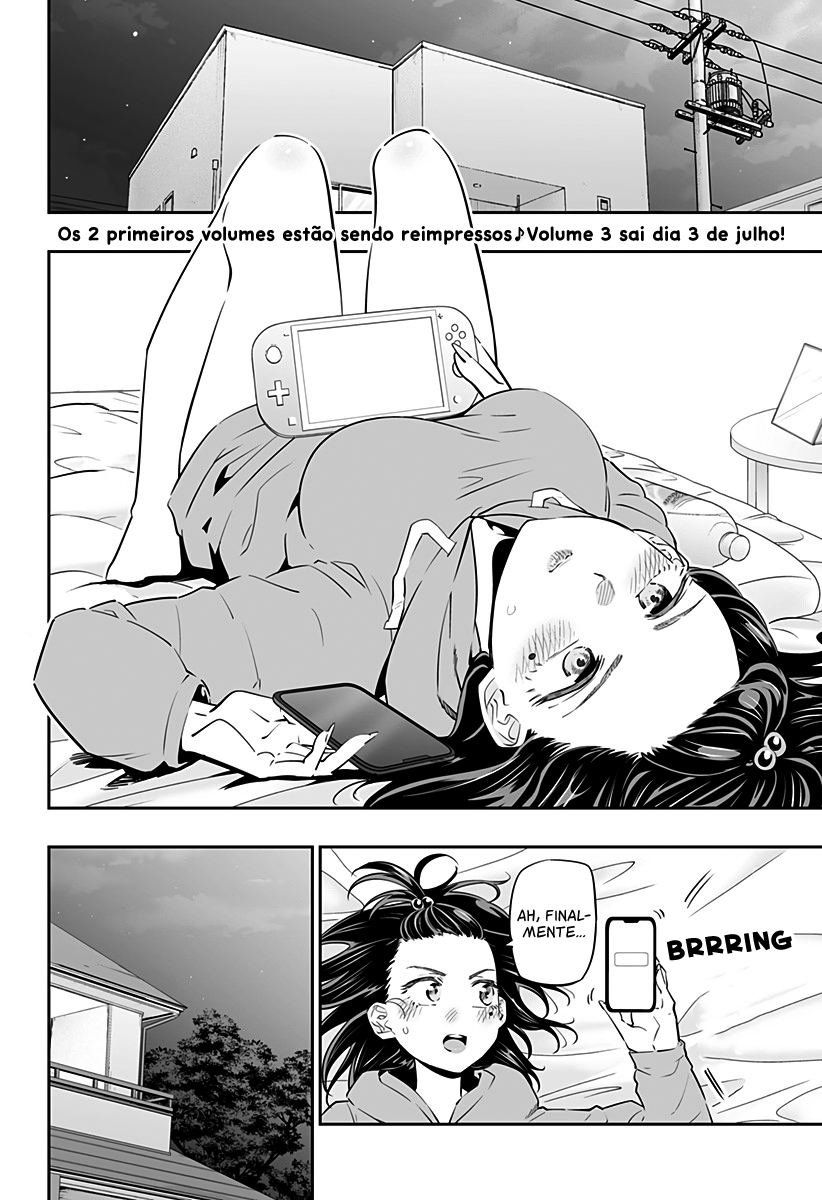 Os 2 primeiros volumes estão sendo reimpressos♪Volume 3 sai dia 3 de julho!
AH, FINAL-
MENTE...
BRRRING